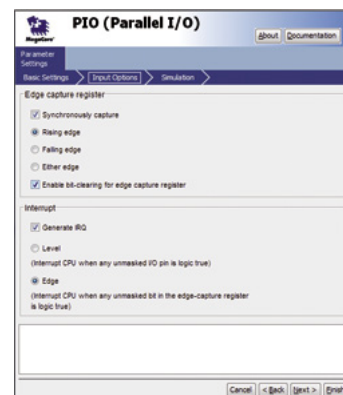 MegaCore
PIO (Parallel I/O)
About Documentation
Parameter
Settings
Basic Settings Input Options Simulation
Edge capture register
Synchronously capture
Rising edge
Falling edge
Either edge
Enable bit-clearing for edge capture register
Interrupt
Generate IRQ
Level
(Interrupt CPU when any unmasked I/O pin is logic true)
Edge
(Interrupt CPU when any unmasked bit in the edge-capture register
is logic true)
Cancel < Back Next > Finish